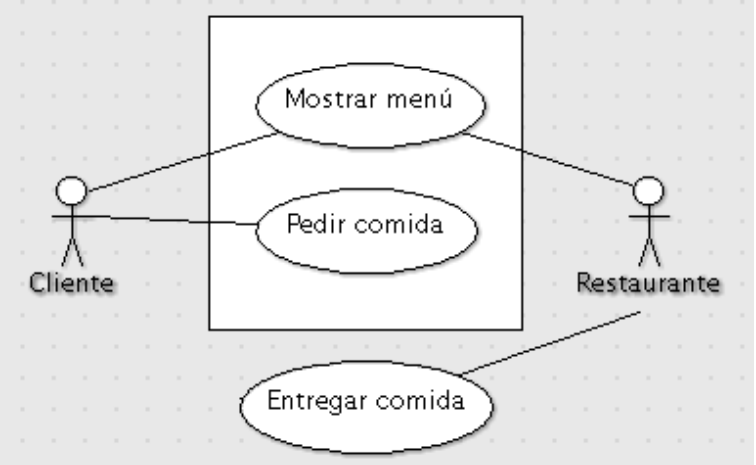 Mostrar menú
Pedir comida
Cliente
Restaurante
Entregar comida